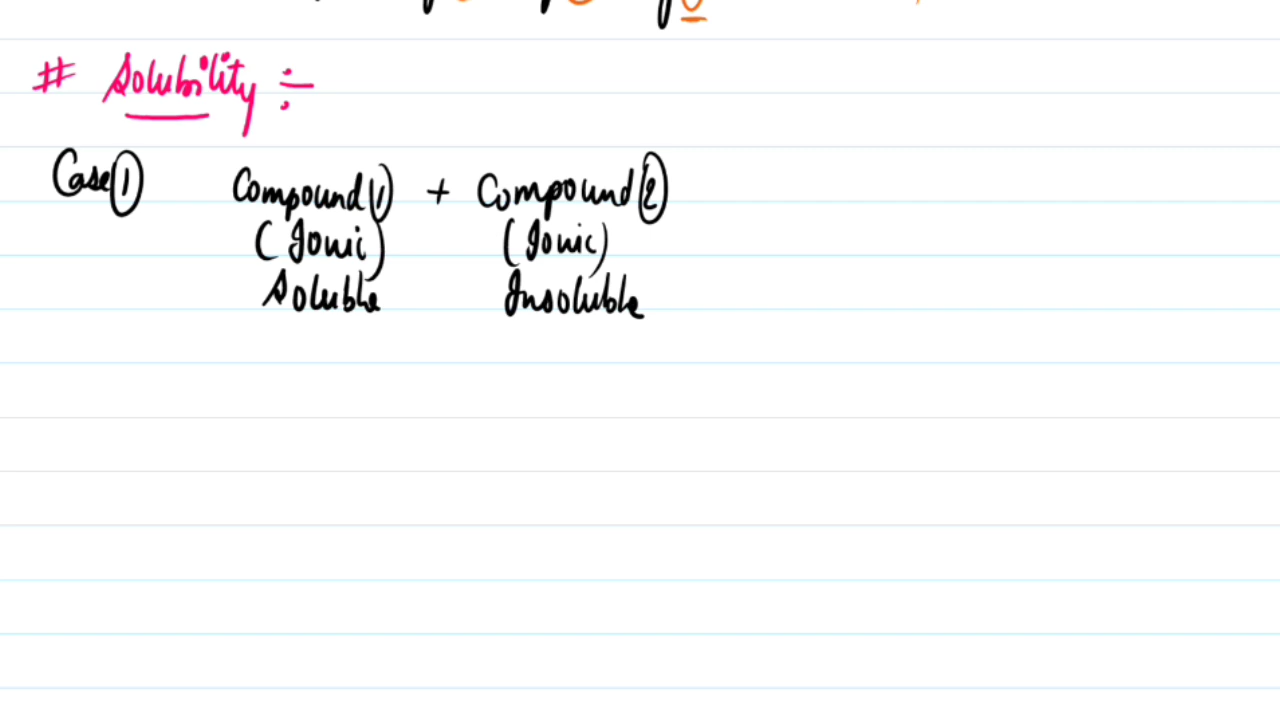 # Solubility :-
Case ① Compound ① + Compound ②
(Ionic) (Ionic)
Soluble Insoluble